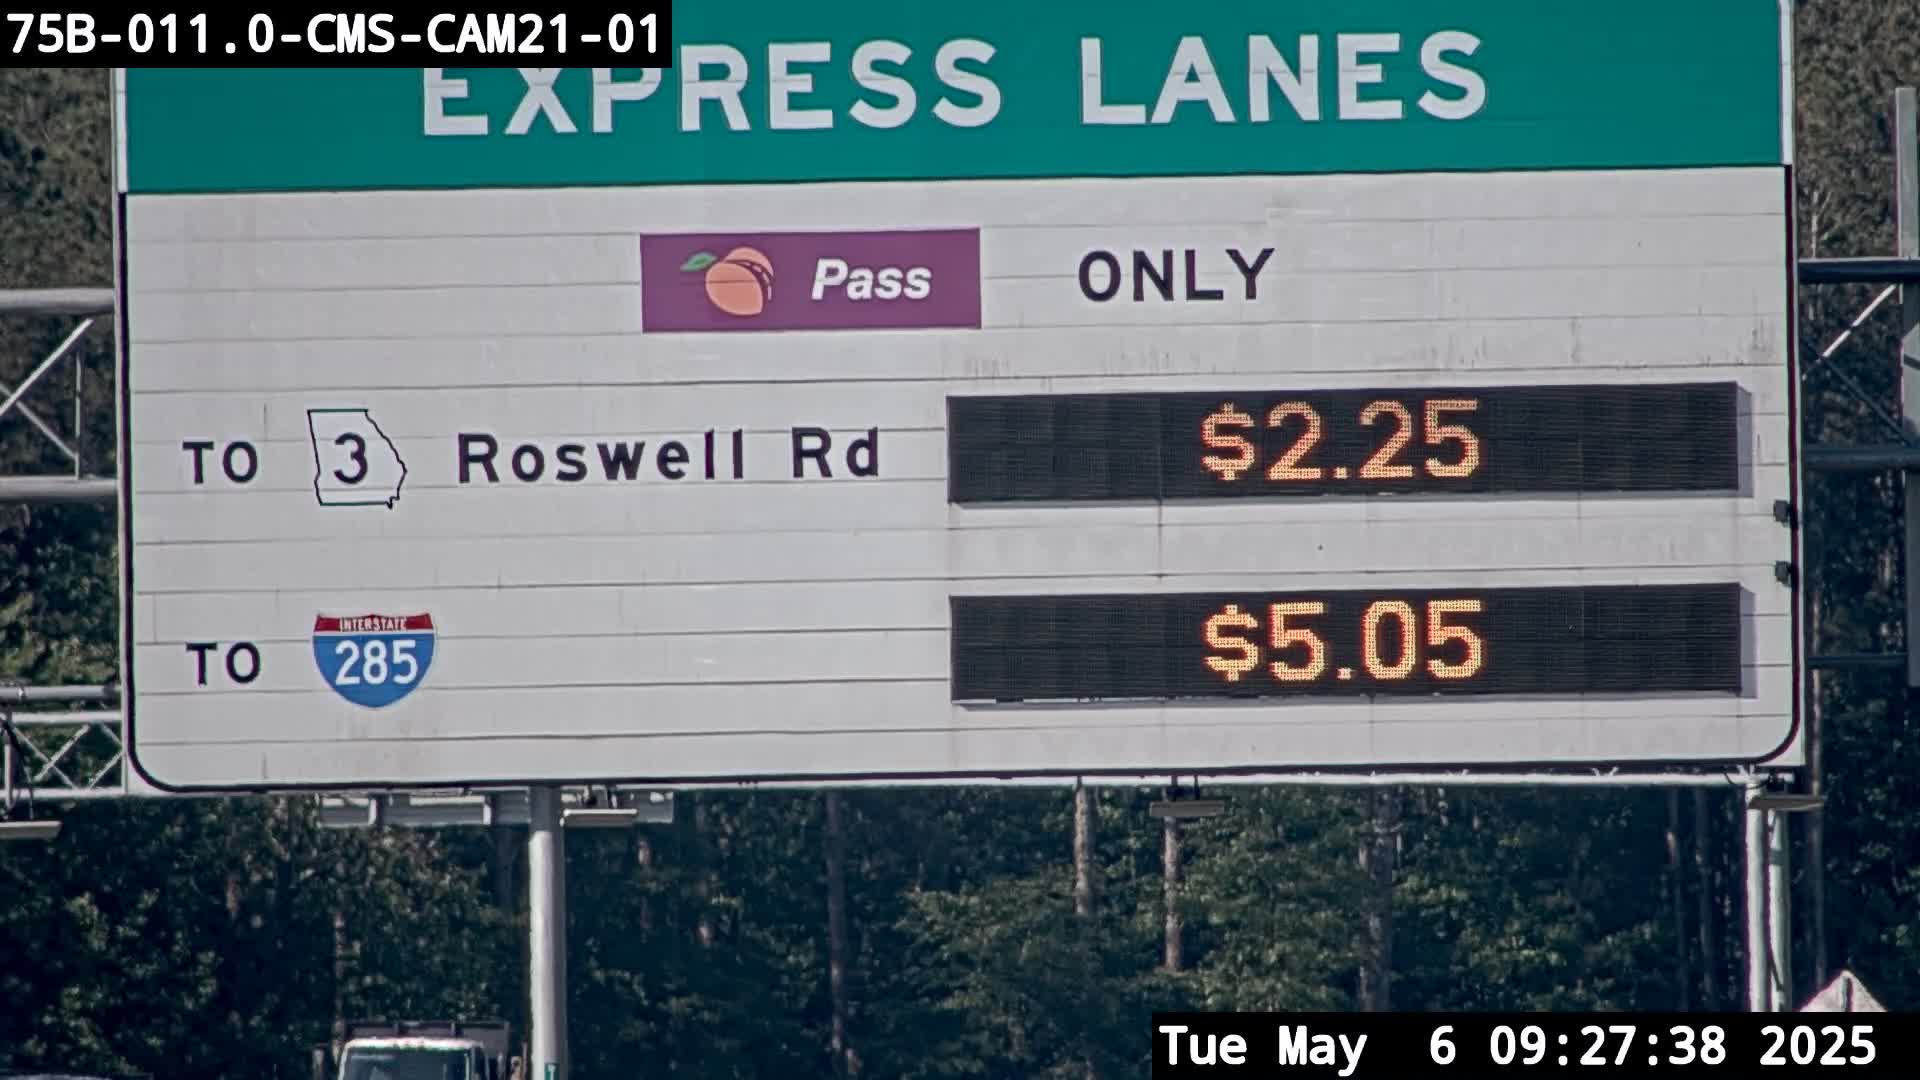 75B-011.0-CMS-CAM21-01
EXPRESS LANES
Pass ONLY
TO 3 Roswell Rd $2.25
INTERSTATE
TO 285 $5.05
Tue May 6 09:27:38 2025